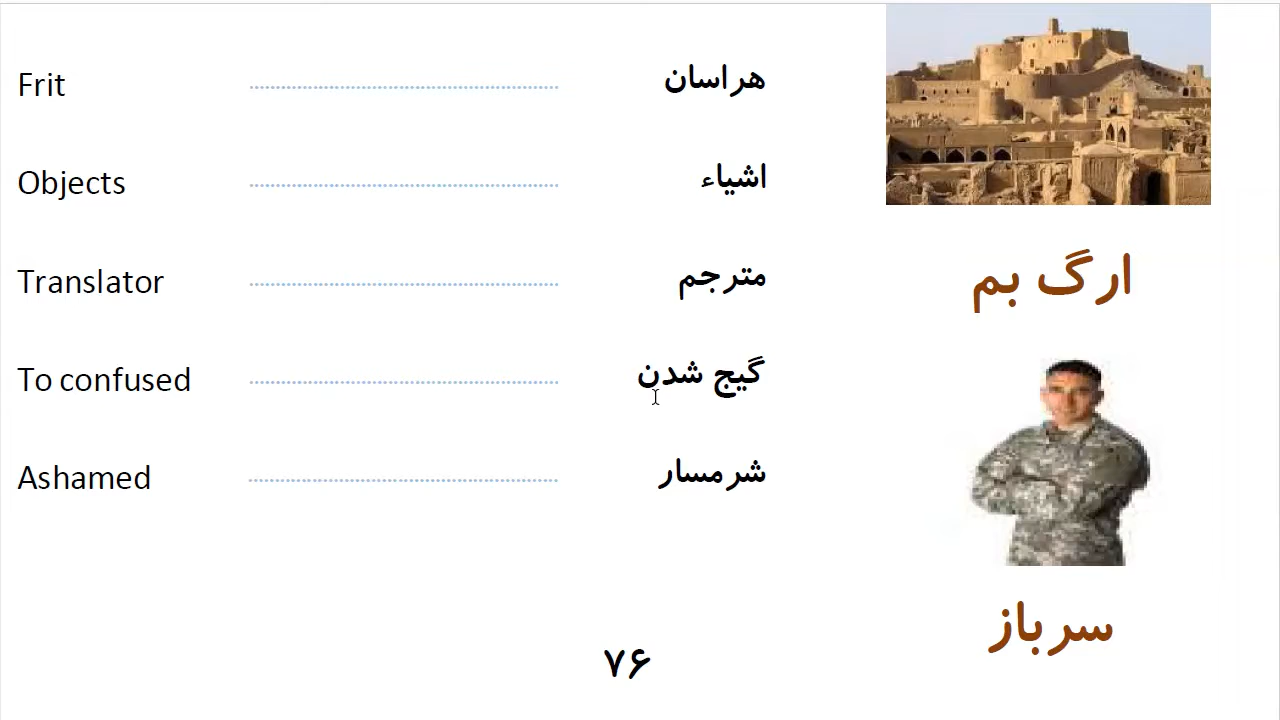 Frit ........................................ هراسان
Objects ........................................ اشیاء
Translator ........................................ مترجم
To confused ........................................ گیج شدن
Ashamed ........................................ شرمسار
ارگ بم
سرباز
۷۶